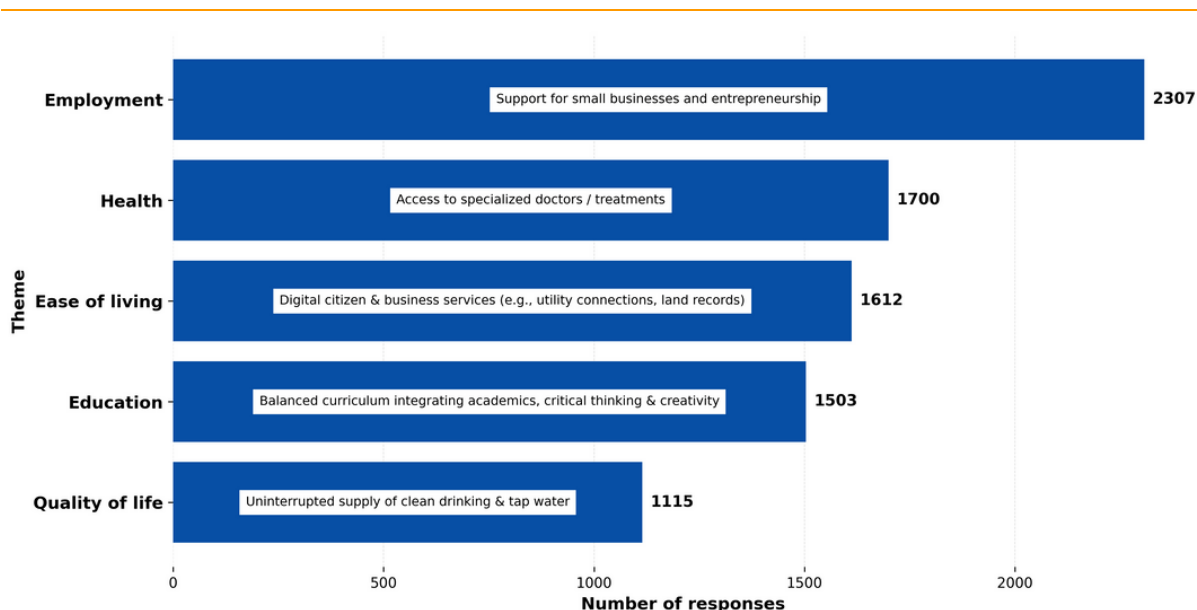 Employment
Support for small businesses and entrepreneurship
2307
Health
Access to specialized doctors / treatments
1700
Theme
Ease of living
Digital citizen & business services (e.g., utility connections, land records)
1612
Education
Balanced curriculum integrating academics, critical thinking & creativity
1503
Quality of life
Uninterrupted supply of clean drinking & tap water
1115
0 500 1000 1500 2000
Number of responses